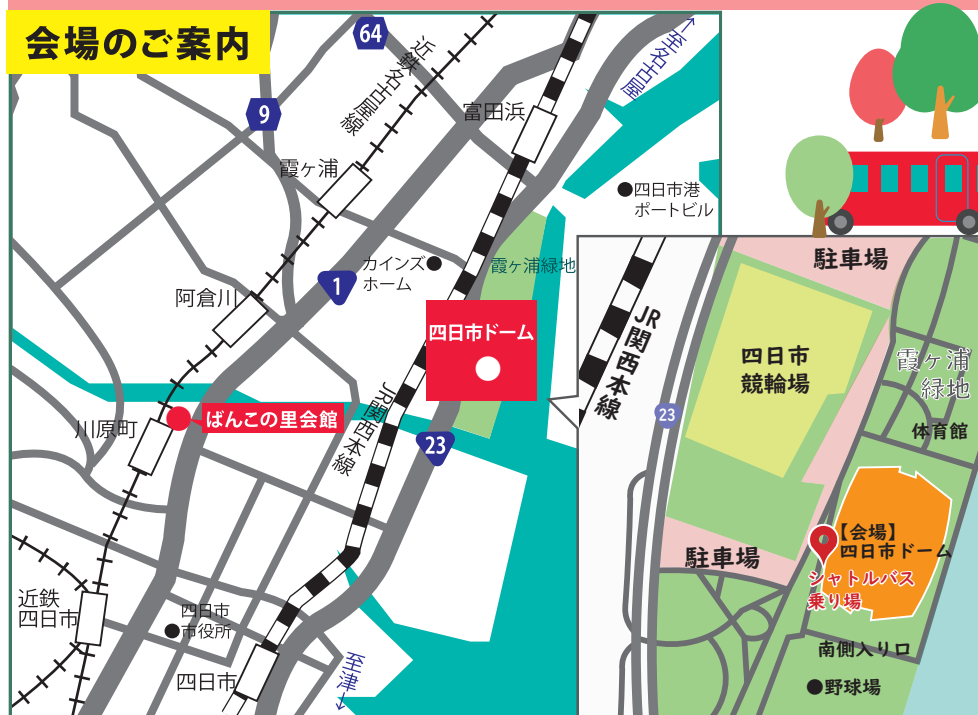 会場のご案内
64
近鉄名古屋線
↑至名古屋
9
富田浜
霞ヶ浦
四日市港
ポートビル
カインズ
ホーム
霞ヶ浦緑地
1
阿倉川
四日市ドーム
ばんこの里会館
川原町
JR関西本線
23
近鉄
四日市
四日市
市役所
四日市
至津→
駐車場
JR関西本線
四日市
競輪場
霞ヶ浦
緑地
23
体育館
【会場】
四日市ドーム
駐車場
シャトルバス
乗り場
南側入り口
野球場